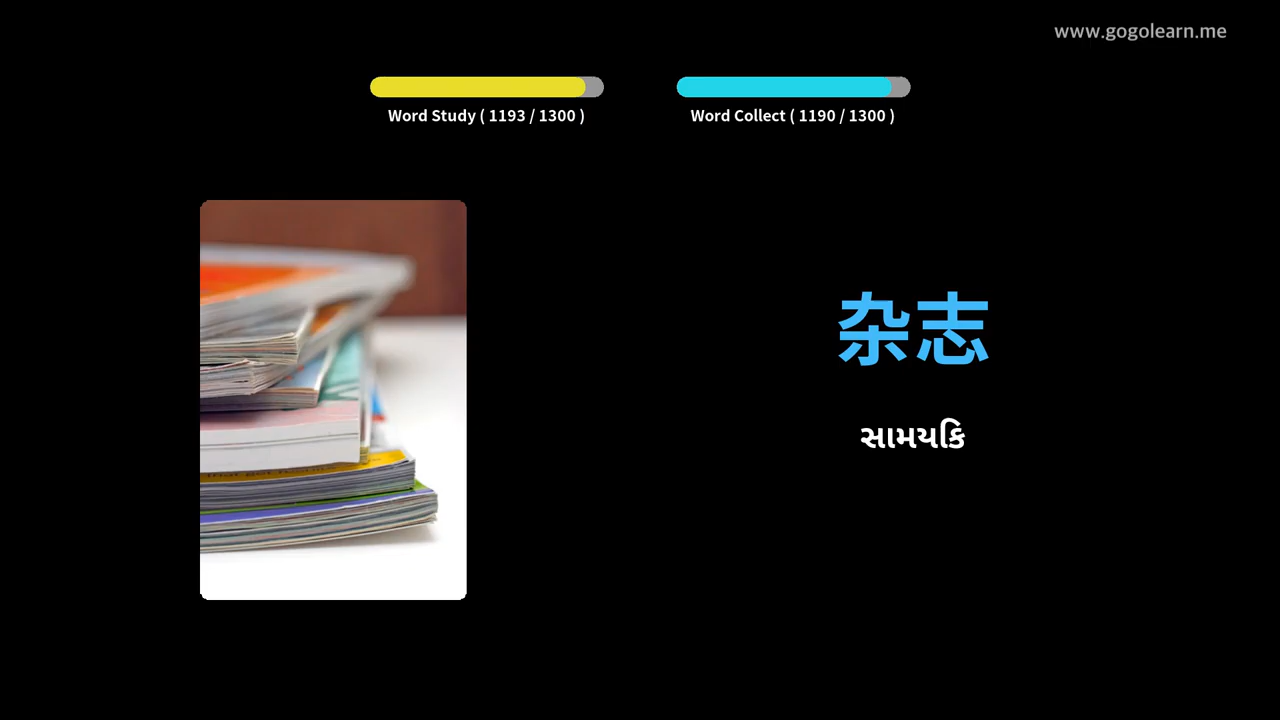 www.gogolearn.me
Word Study ( 1193 / 1300 )
Word Collect ( 1190 / 1300 )
杂志
સામયકિ